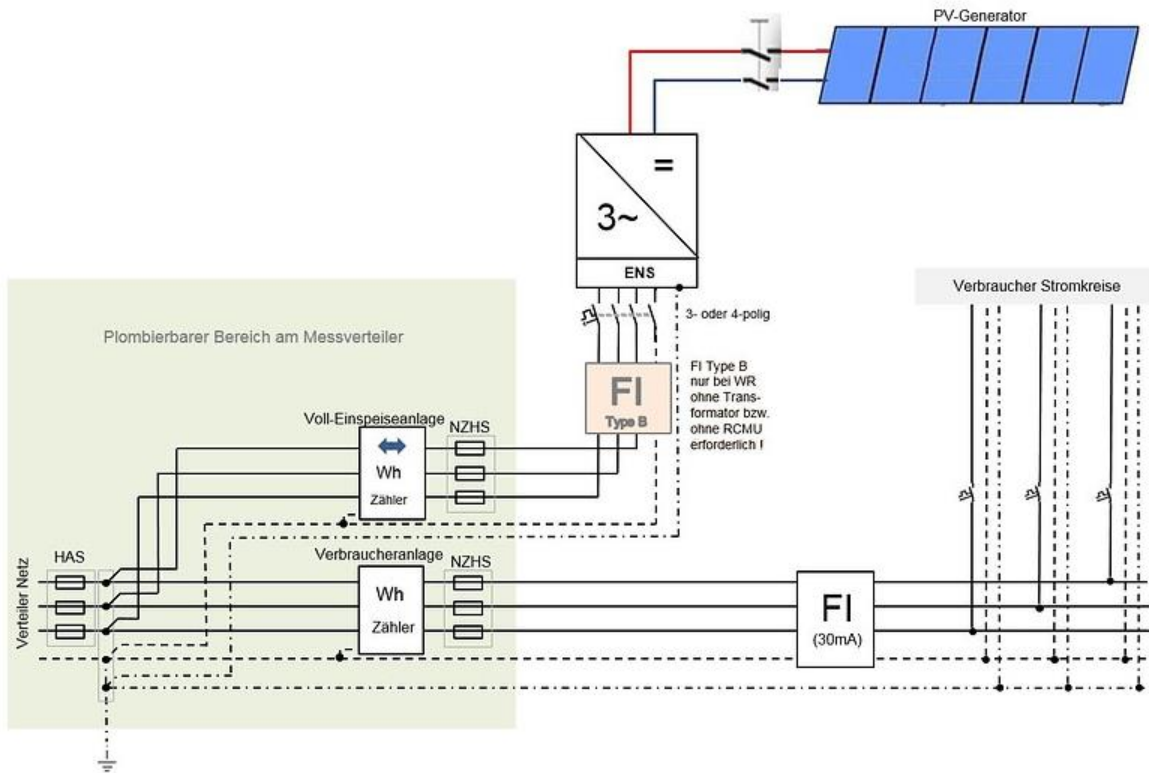 PV-Generator
=
3~
ENS
3- oder 4-polig
Verbraucher Stromkreise
Plombierbarer Bereich am Messverteiler
FI
Type B
FI Type B
nur bei WR
ohne Trans-
formator bzw.
ohne RCMU
erforderlich !
Voll-Einspeiseanlage
NZHS
Wh
Zähler
HAS
Verbraucheranlage
NZHS
Verteiler Netz
Wh
Zähler
FI
(30mA)